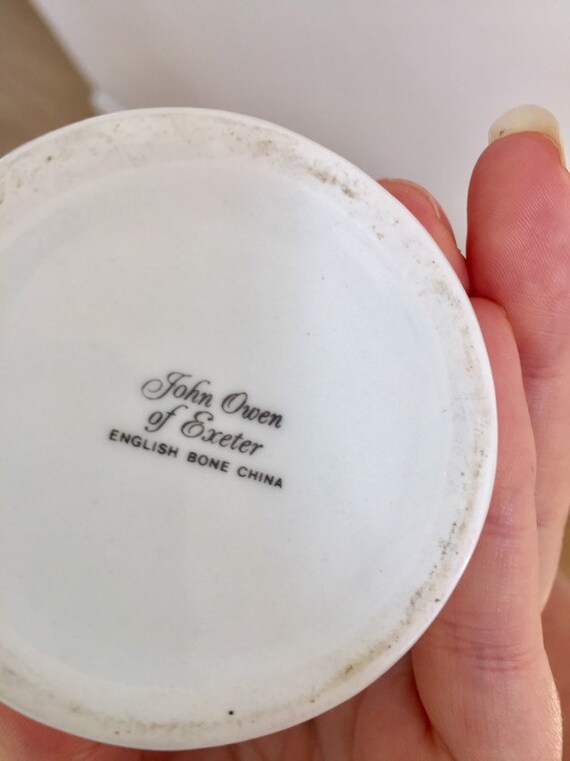 John Owen
of Exeter
ENGLISH BONE CHINA